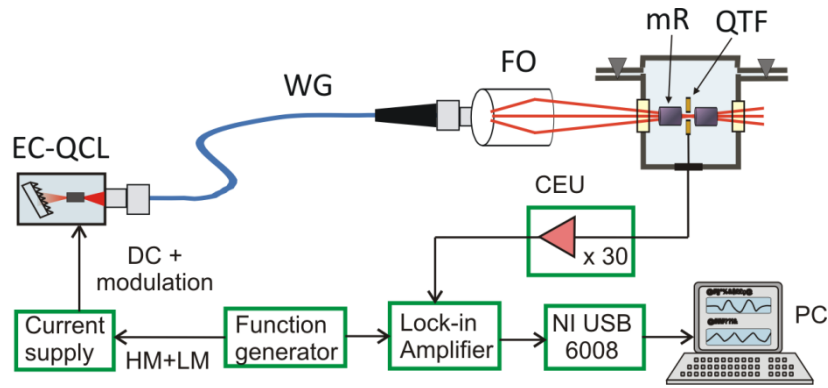 mR
QTF
FO
WG
EC-QCL
CEU
x 30
DC +
modulation
PC
Current
supply
HM+LM
Function
generator
Lock-in
Amplifier
NI USB
6008